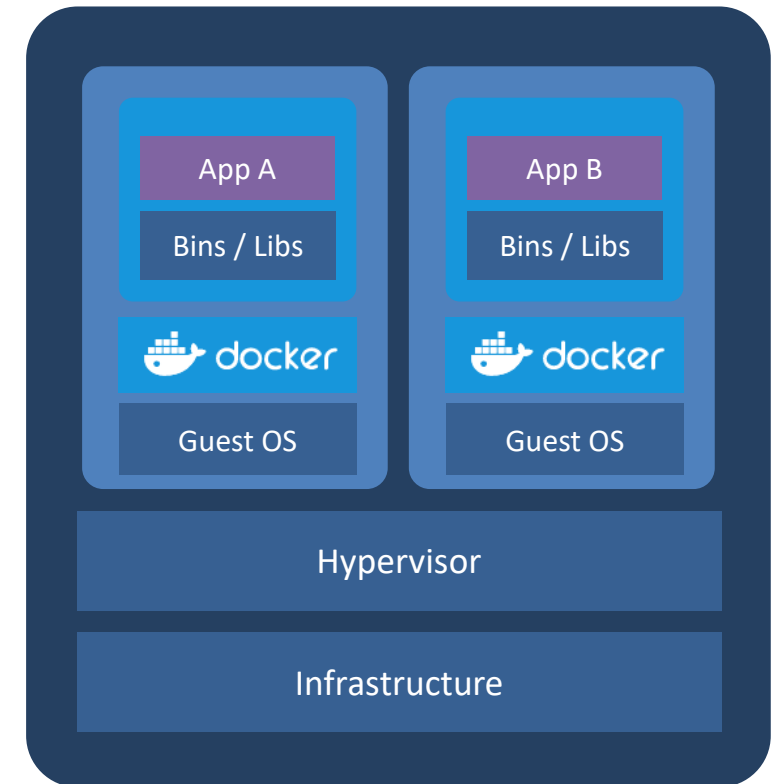 App A
App B
Bins / Libs
Bins / Libs
docker
docker
Guest OS
Guest OS
Hypervisor
Infrastructure